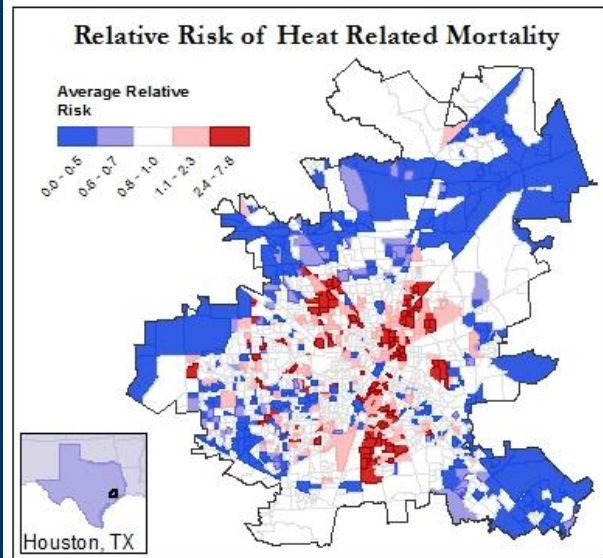 Relative Risk of Heat Related Mortality
Average Relative
Risk
0.0 - 0.5
0.6 - 0.7
0.8 - 1.0
1.1 - 2.3
2.4 - 7.8
Houston, TX